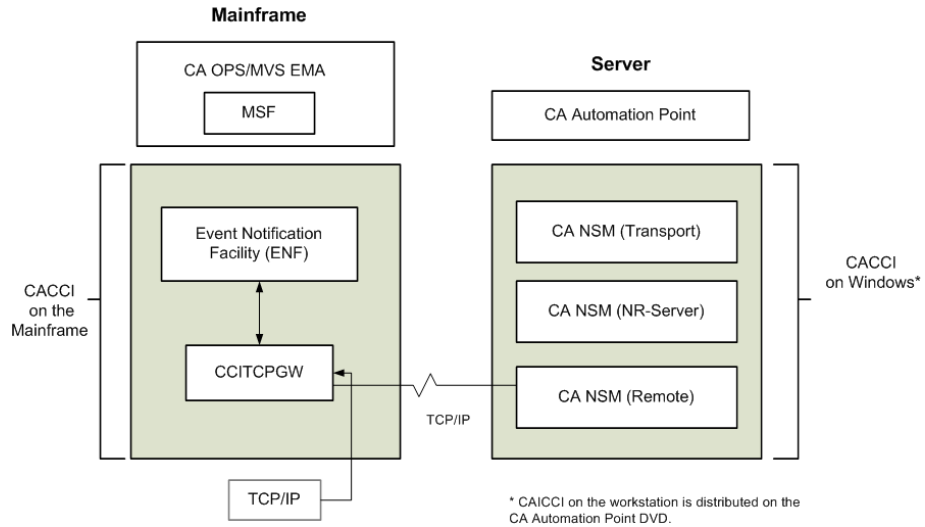 Mainframe
CA OPS/MVS EMA
MSF
Server
CA Automation Point
Event Notification
Facility (ENF)
CCITCPGW
CACCI
on the
Mainframe
TCP/IP
TCP/IP
CA NSM (Transport)
CA NSM (NR-Server)
CA NSM (Remote)
CACCI
on Windows*
* CAICCI on the workstation is distributed on the
CA Automation Point DVD.